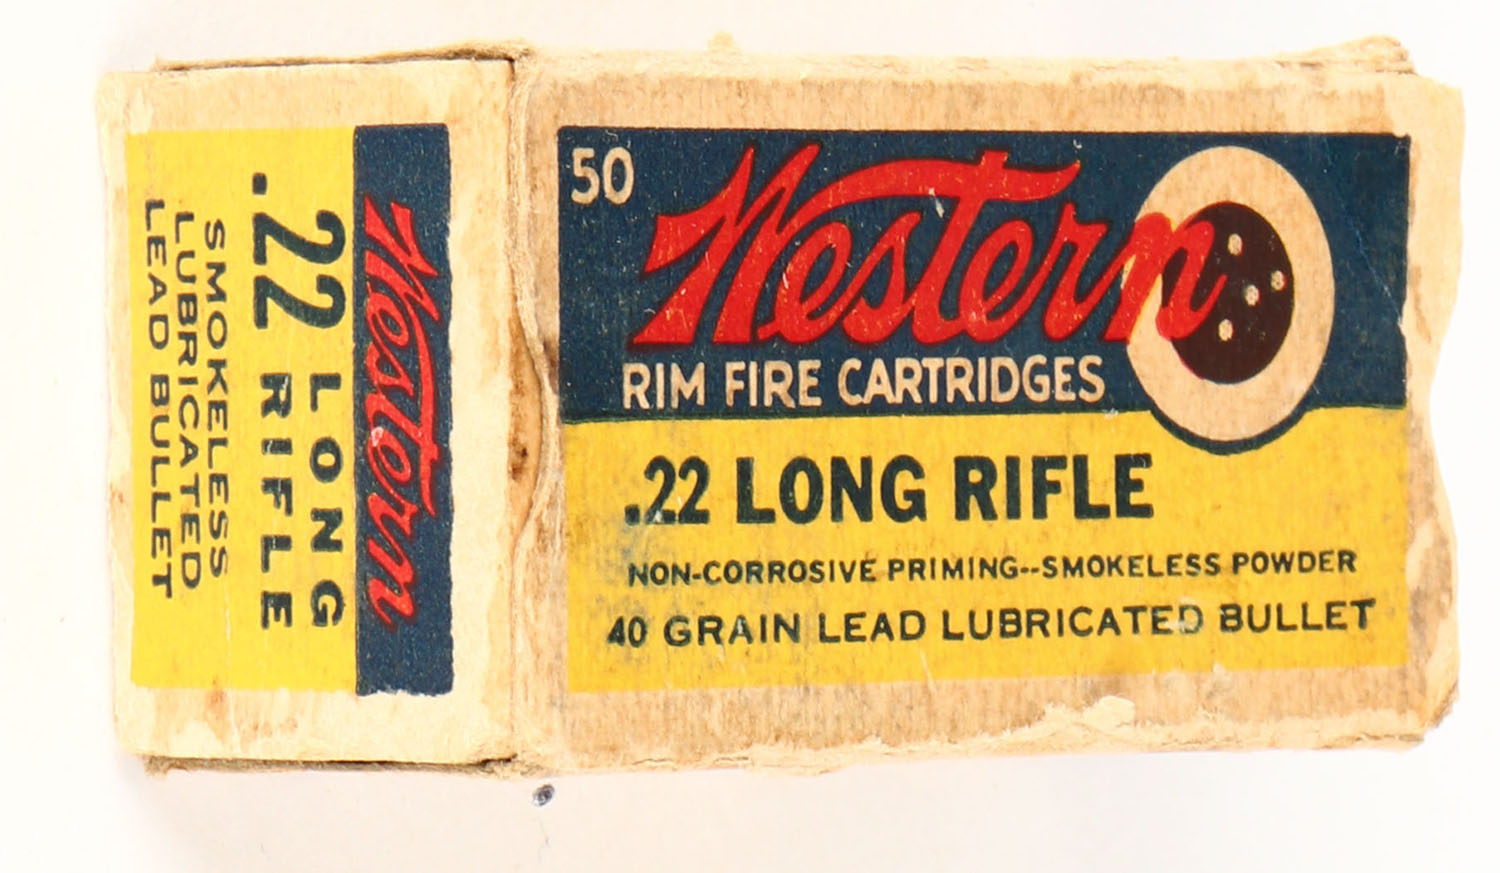 50
Western
RIM FIRE CARTRIDGES
.22 LONG RIFLE
NON-CORROSIVE PRIMING--SMOKELESS POWDER
40 GRAIN LEAD LUBRICATED BULLET
Western
.22 LONG
RIFLE
SMOKELESS
LUBRICATED
LEAD BULLET